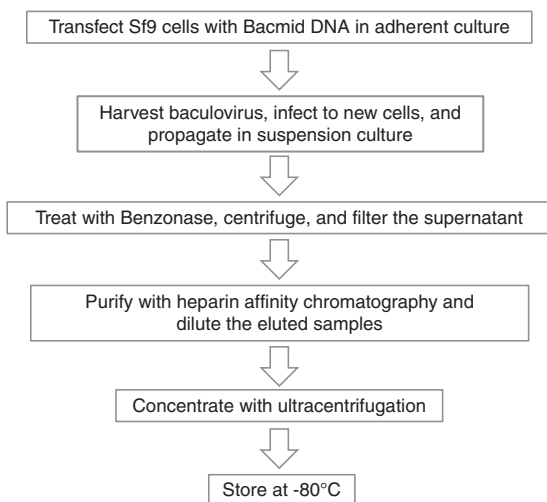 Transfect Sf9 cells with Bacmid DNA in adherent culture
Harvest baculovirus, infect to new cells, and
propagate in suspension culture
Treat with Benzonase, centrifuge, and filter the supernatant
Purify with heparin affinity chromatography and
dilute the eluted samples
Concentrate with ultracentrifugation
Store at -80°C